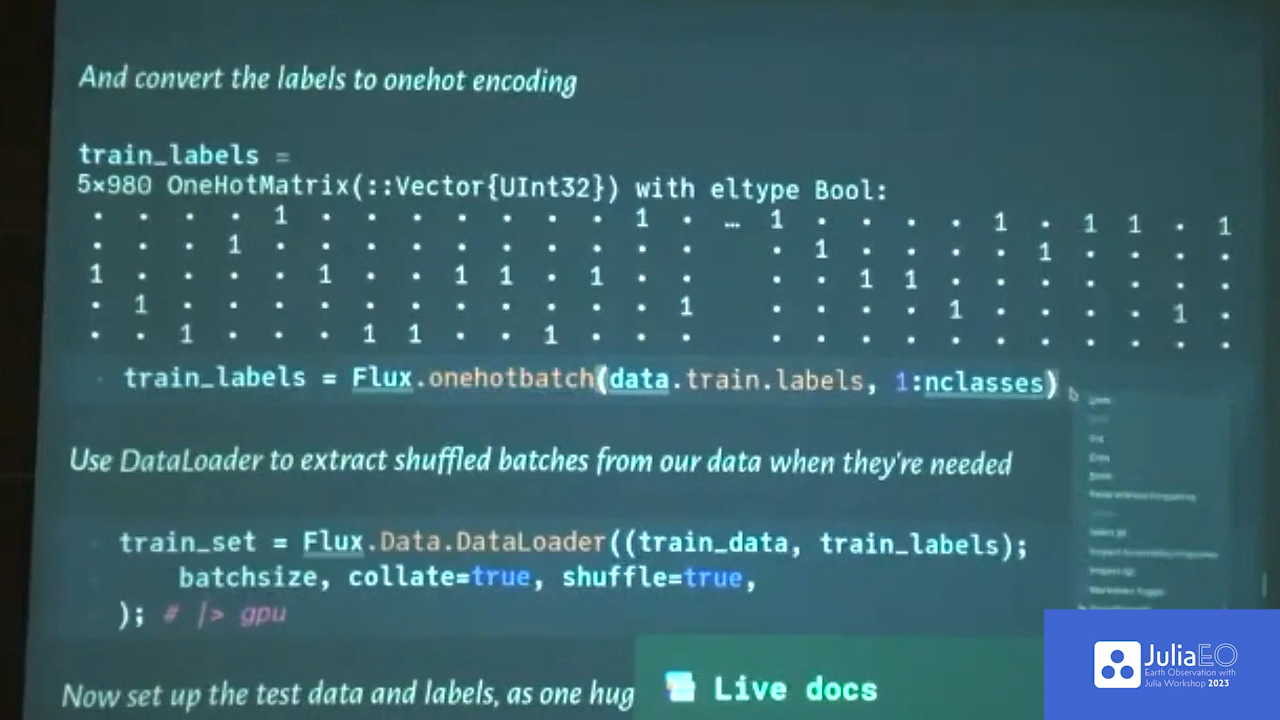 And convert the labels to onehot encoding
train_labels =
5×980 OneHotMatrix(::Vector{UInt32}) with eltype Bool:
⋅ ⋅ ⋅ ⋅ 1 ⋅ ⋅ ⋅ ⋅ ⋅ ⋅ ⋅ 1 ⋅ … 1 ⋅ ⋅ ⋅ ⋅ 1 ⋅ 1 1 ⋅ 1
⋅ ⋅ ⋅ 1 ⋅ ⋅ ⋅ ⋅ ⋅ ⋅ ⋅ ⋅ ⋅ ⋅ ⋅ 1 ⋅ ⋅ ⋅ ⋅ 1 ⋅ ⋅ ⋅ ⋅
1 ⋅ ⋅ ⋅ ⋅ 1 ⋅ ⋅ 1 1 ⋅ 1 ⋅ ⋅ ⋅ ⋅ 1 1 ⋅ ⋅ ⋅ ⋅ ⋅ ⋅ ⋅
⋅ 1 ⋅ ⋅ ⋅ ⋅ ⋅ ⋅ ⋅ ⋅ ⋅ ⋅ ⋅ 1 ⋅ ⋅ ⋅ ⋅ 1 ⋅ ⋅ ⋅ ⋅ 1 ⋅
⋅ ⋅ 1 ⋅ ⋅ ⋅ 1 1 ⋅ ⋅ 1 ⋅ ⋅ ⋅ ⋅ ⋅ ⋅ ⋅ ⋅ ⋅ ⋅ ⋅ ⋅ ⋅ ⋅
train_labels = Flux.onehotbatch(data.train.labels, 1:nclasses)
Use DataLoader to extract shuffled batches from our data when they're needed
train_set = Flux.Data.DataLoader((train_data, train_labels);
batchsize, collate=true, shuffle=true,
); # |> gpu
Now set up the test data and labels, as one hug
Live docs
JuliaEO
Earth Observation with
Julia Workshop 2023